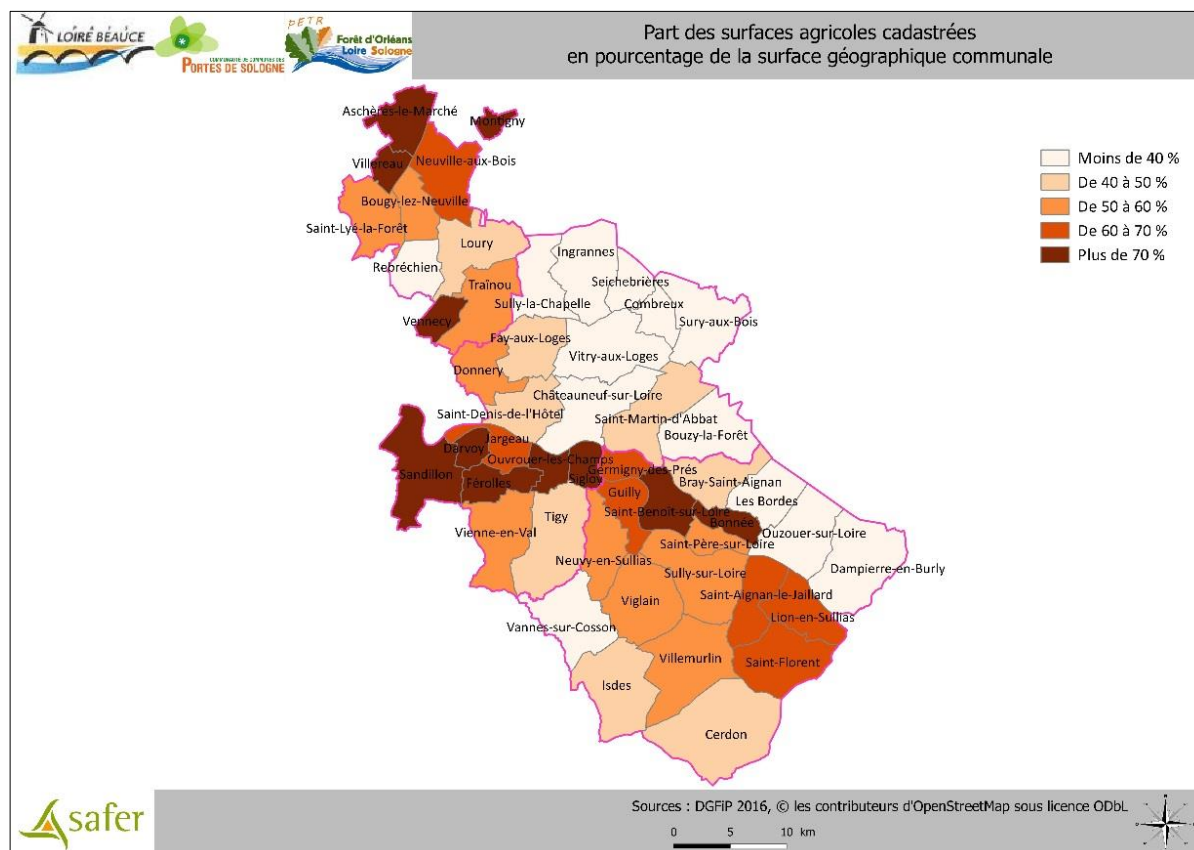 LOIRE BEAUCE
COMMUNAUTÉ DE COMMUNES DES
PORTES DE SOLOGNE
PETR
Forêt d'Orléans
Loire Sologne
Part des surfaces agricoles cadastrées
en pourcentage de la surface géographique communale
Moins de 40 %
De 40 à 50 %
De 50 à 60 %
De 60 à 70 %
Plus de 70 %
Aschères-le-Marché
Montigny
Villereau
Neuville-aux-Bois
Bougy-lez-Neuville
Saint-Lyé-la-Forêt
Loury
Ingrannes
Rebréchien
Traînou
Seichebrières
Sully-la-Chapelle
Combreux
Vennecy
Sury-aux-Bois
Fay-aux-Loges
Vitry-aux-Loges
Donnery
Châteauneuf-sur-Loire
Saint-Denis-de-l'Hôtel
Saint-Martin-d'Abbat
Bouzy-la-Forêt
Jargeau
Darvoy
Ouvrouer-les-Champs
Sandillon
Férolles
Sigloy
Germigny-des-Prés
Bray-Saint-Aignan
Guilly
Les Bordes
Saint-Benoît-sur-Loire
Tigy
Bonnée
Vienne-en-Val
Ouzouer-sur-Loire
Saint-Père-sur-Loire
Neuvy-en-Sullias
Dampierre-en-Burly
Sully-sur-Loire
Saint-Aignan-le-Jaillard
Viglain
Lion-en-Sullias
Vannes-sur-Cosson
Villemurlin
Saint-Florent
Isdes
Cerdon
safer
Sources : DGFiP 2016, © les contributeurs d'OpenStreetMap sous licence ODbL
0 5 10 km